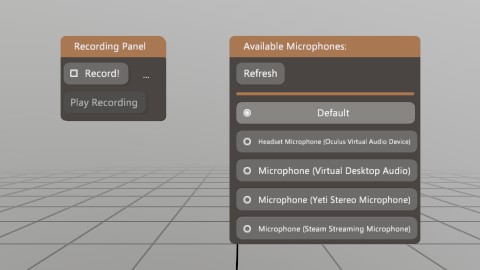 Recording Panel
Record!
...
Play Recording
Available Microphones:
Refresh
Default
Headset Microphone (Oculus Virtual Audio Device)
Microphone (Virtual Desktop Audio)
Microphone (Yeti Stereo Microphone)
Microphone (Steam Streaming Microphone)